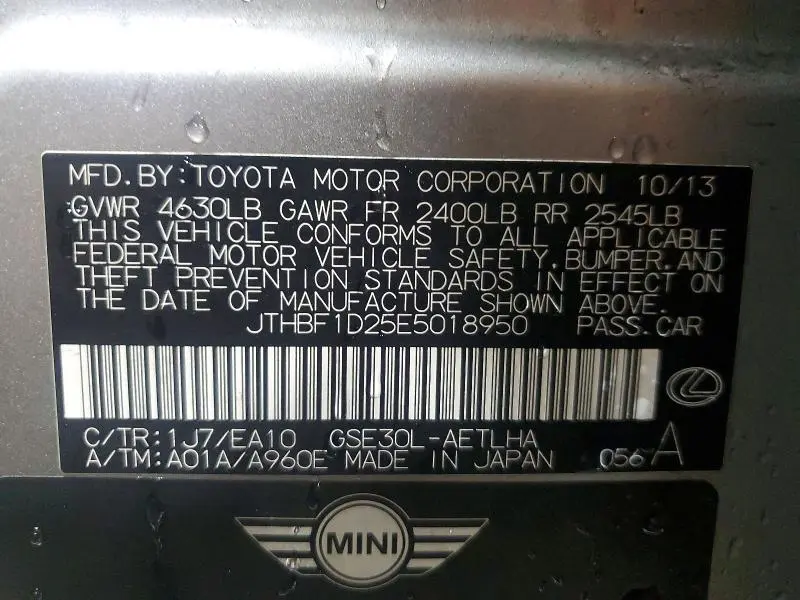 MFD.BY:TOYOTA MOTOR CORPORATION 10/13
GVWR 4630LB GAWR FR 2400LB RR 2545LB
THIS VEHICLE CONFORMS TO ALL APPLICABLE
FEDERAL MOTOR VEHICLE SAFETY,BUMPER,AND
THEFT PREVENTION STANDARDS IN EFFECT ON
THE DATE OF MANUFACTURE SHOWN ABOVE.
JTHBF1D25E5018950 PASS.CAR
C/TR:1J7/EA10 GSE30L-AETLHA
A/TM:A01A/A960E MADE IN JAPAN 056-A
MINI